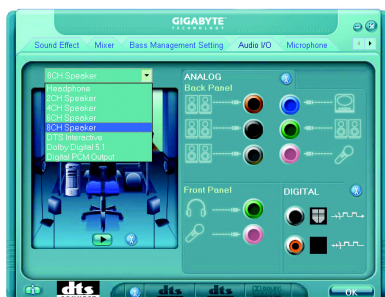 GIGABYTE
TECHNOLOGY
Sound Effect Mixer Bass Management Setting Audio I/O Microphone
8CH Speaker
Headphone
2CH Speaker
4CH Speaker
6CH Speaker
8CH Speaker
DTS Interactive
Dolby Digital 5.1
Digital PCM Output
ANALOG
Back Panel
Front Panel
DIGITAL
dts
dts
dts
OK